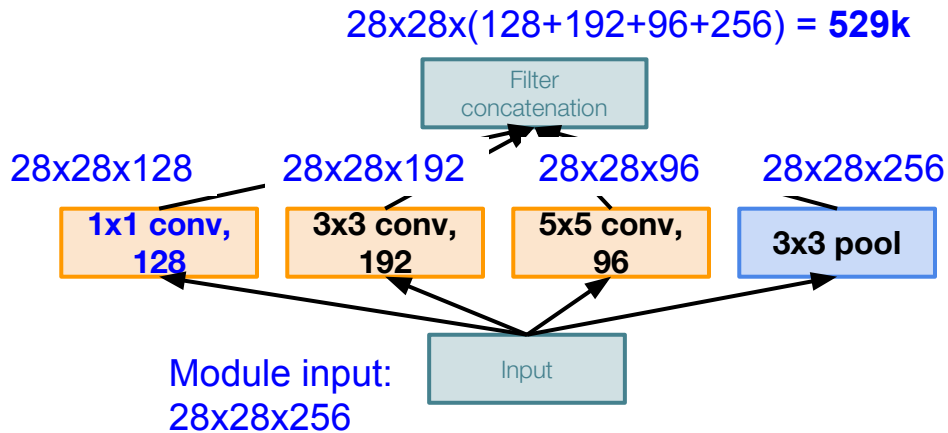 28x28x(128+192+96+256) = 529k
Filter
concatenation
28x28x128
28x28x192
28x28x96
28x28x256
1x1 conv,
128
3x3 conv,
192
5x5 conv,
96
3x3 pool
Input
Module input:
28x28x256